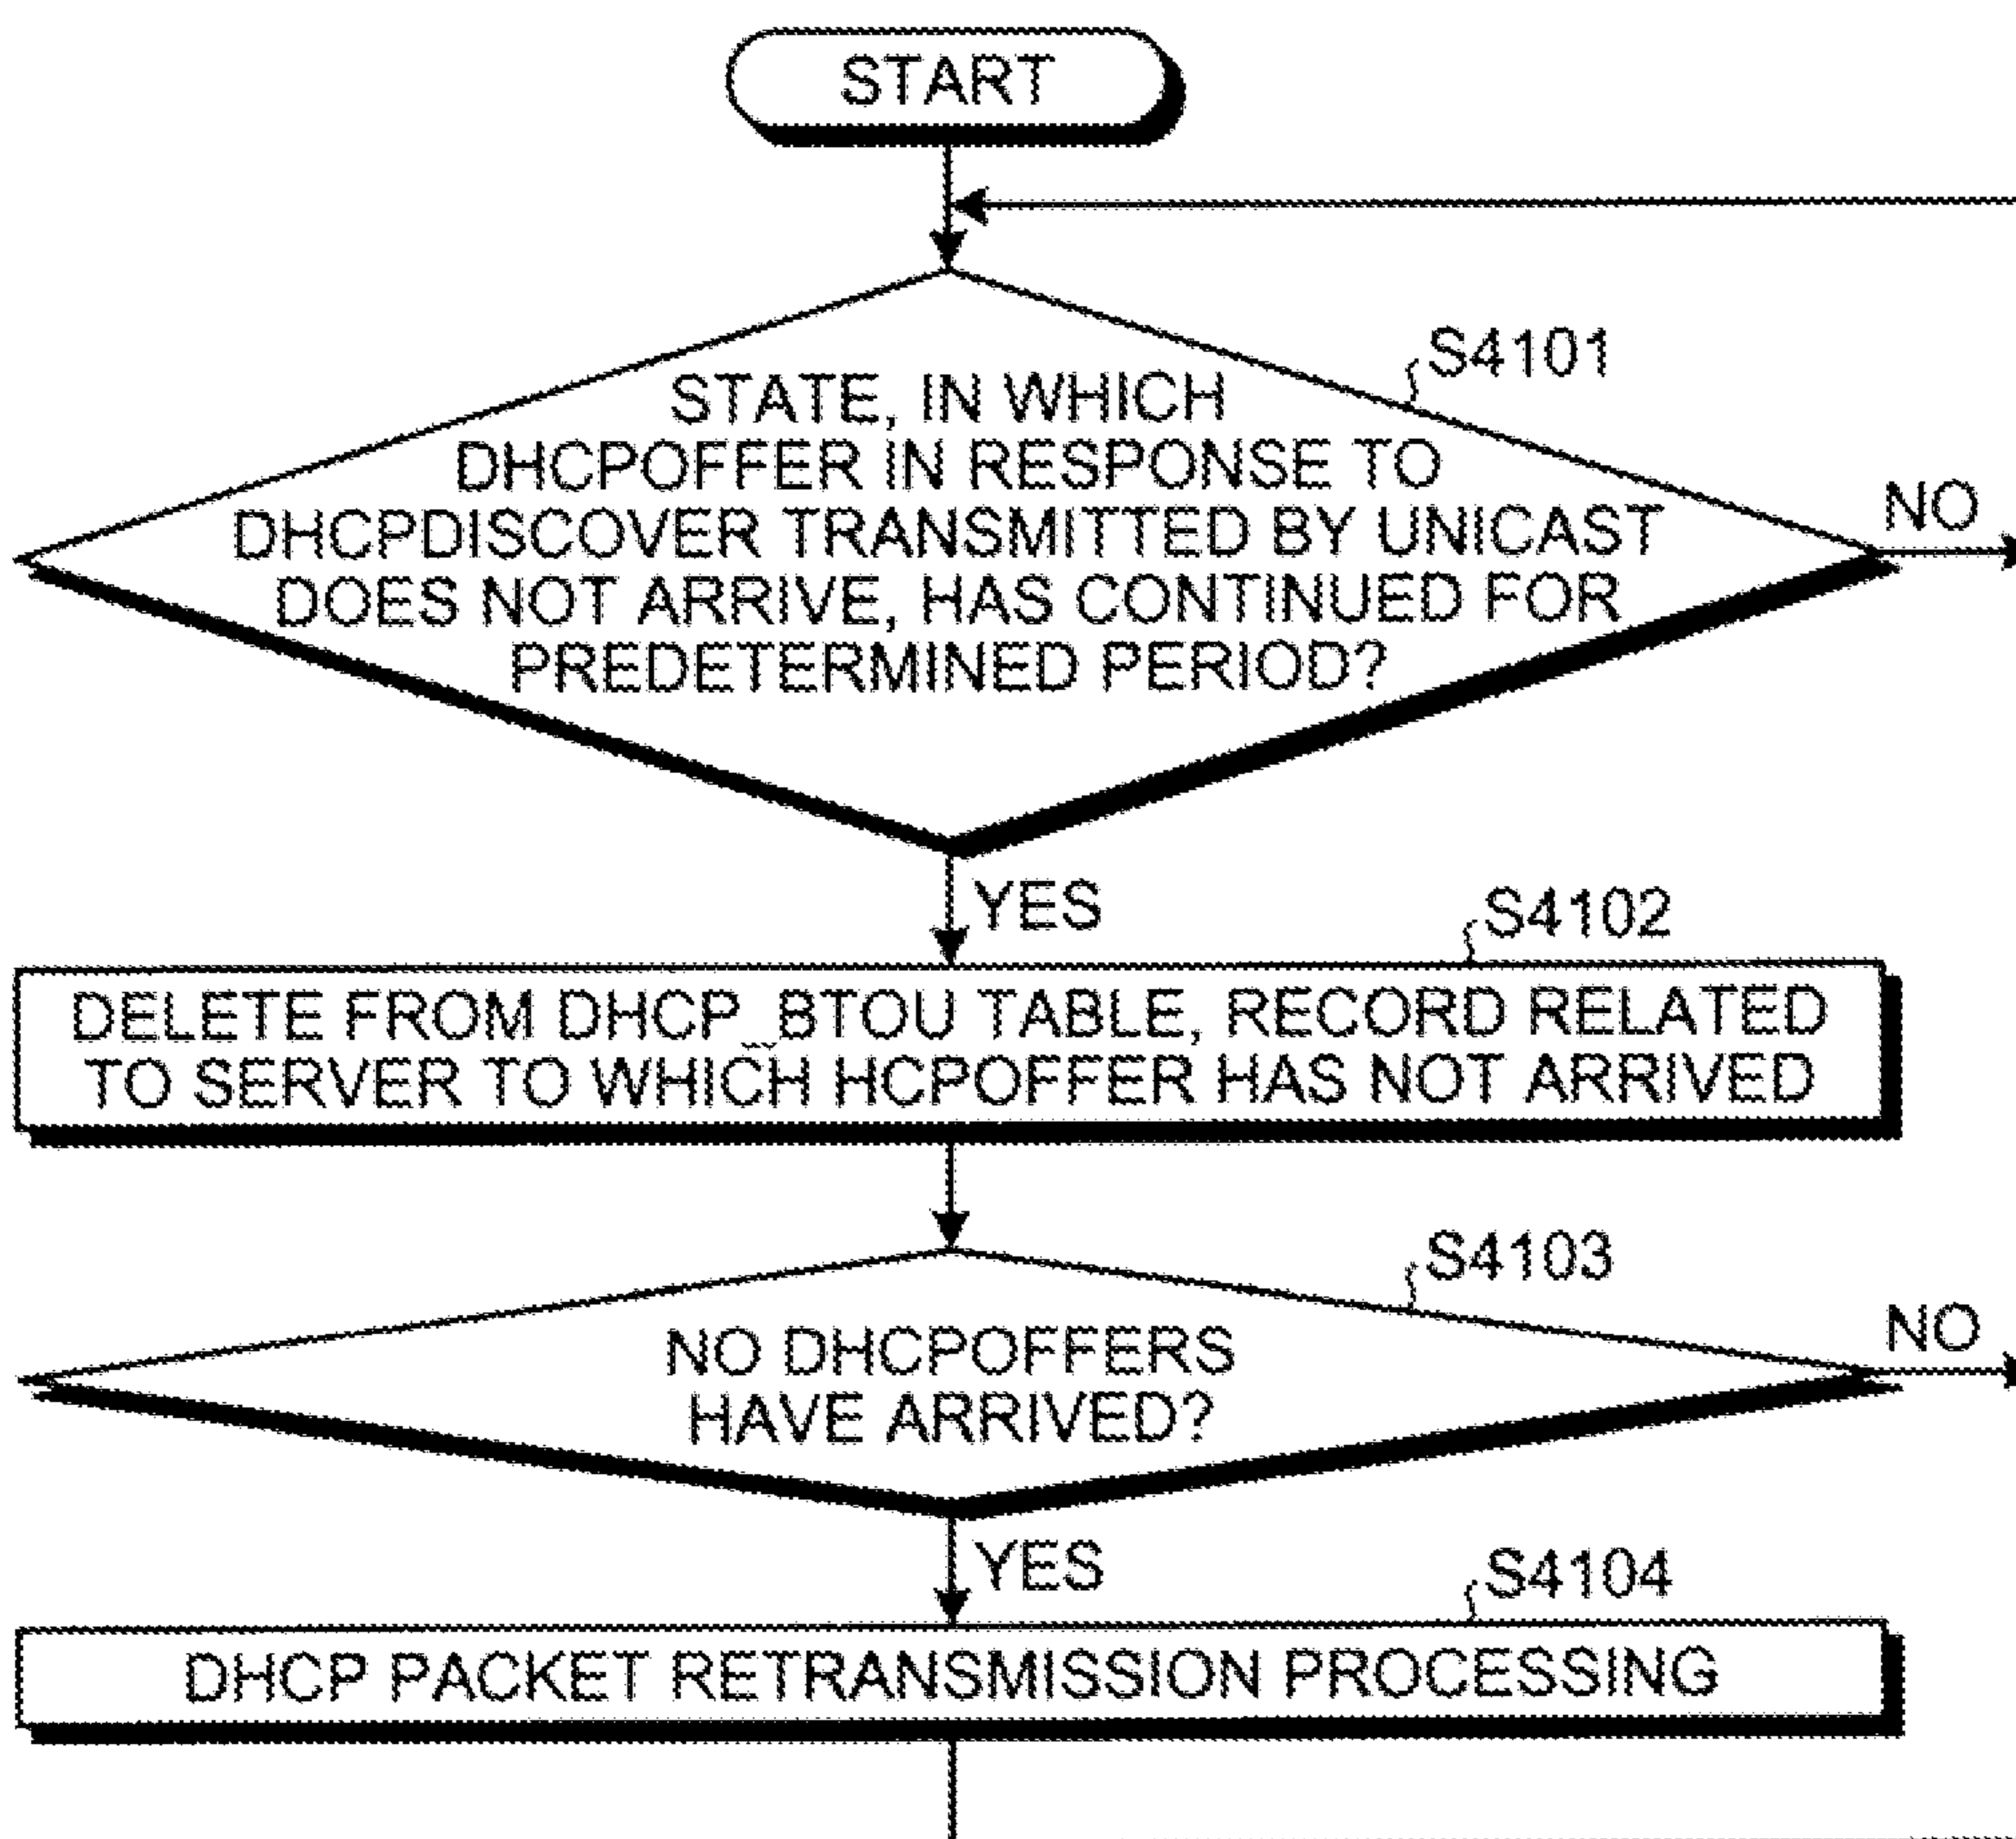 START
S4101
STATE, IN WHICH
DHCPOFFER IN RESPONSE TO
DHCPDISCOVER TRANSMITTED BY UNICAST
DOES NOT ARRIVE, HAS CONTINUED FOR
PREDETERMINED PERIOD?
NO
YES
S4102
DELETE FROM DHCP_BTOU TABLE, RECORD RELATED
TO SERVER TO WHICH HCPOFFER HAS NOT ARRIVED
S4103
NO DHCPOFFERS
HAVE ARRIVED?
NO
YES
S4104
DHCP PACKET RETRANSMISSION PROCESSING